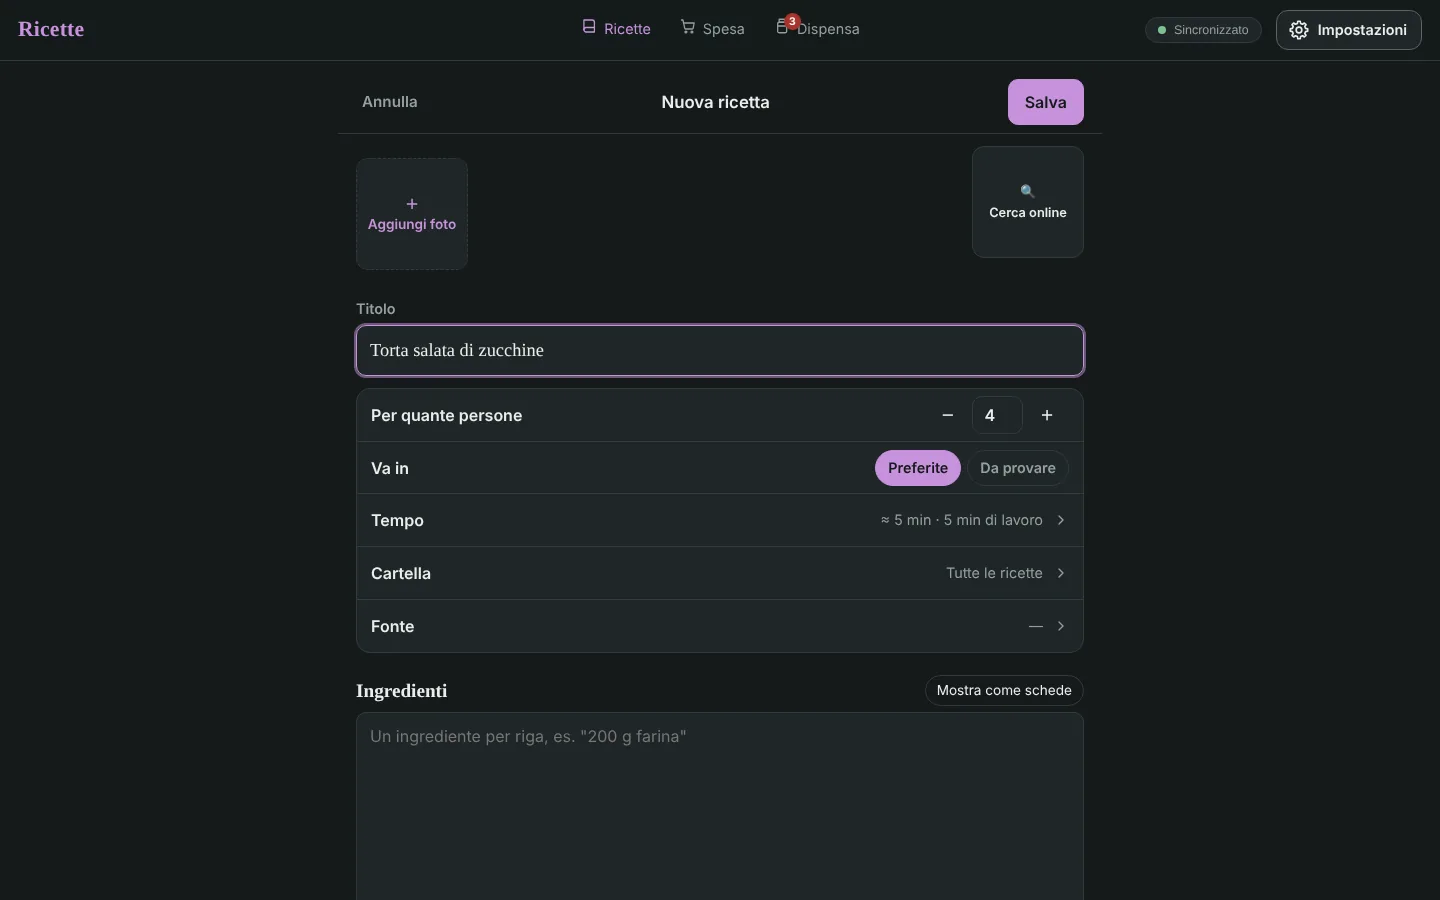 Ricette
Ricette
Spesa
3
Dispensa
Sincronizzato
Impostazioni
Annulla
Nuova ricetta
Salva
+
Aggiungi foto
Cerca online
Titolo
Torta salata di zucchine
Per quante persone
− 4 +
Va in
Preferite
Da provare
Tempo
≈ 5 min · 5 min di lavoro
Cartella
Tutte le ricette
Fonte
—
Ingredienti
Mostra come schede
Un ingrediente per riga, es. "200 g farina"